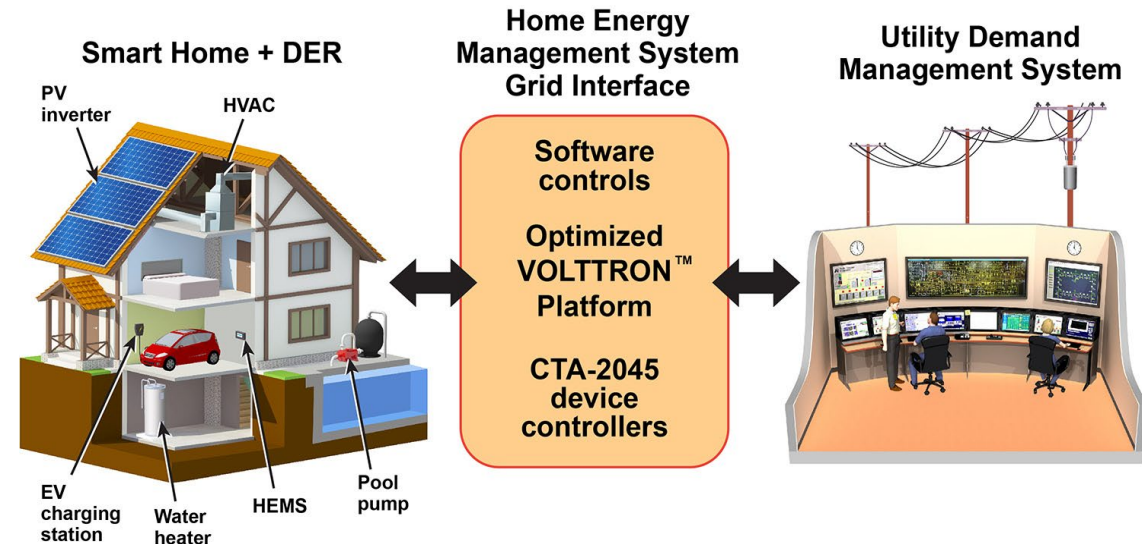 Smart Home + DER
PV
inverter
HVAC
EV
charging
station
Water
heater
HEMS
Pool
pump
Home Energy
Management System
Grid Interface
Software
controls
Optimized
VOLTTRON™
Platform
CTA-2045
device
controllers
Utility Demand
Management System